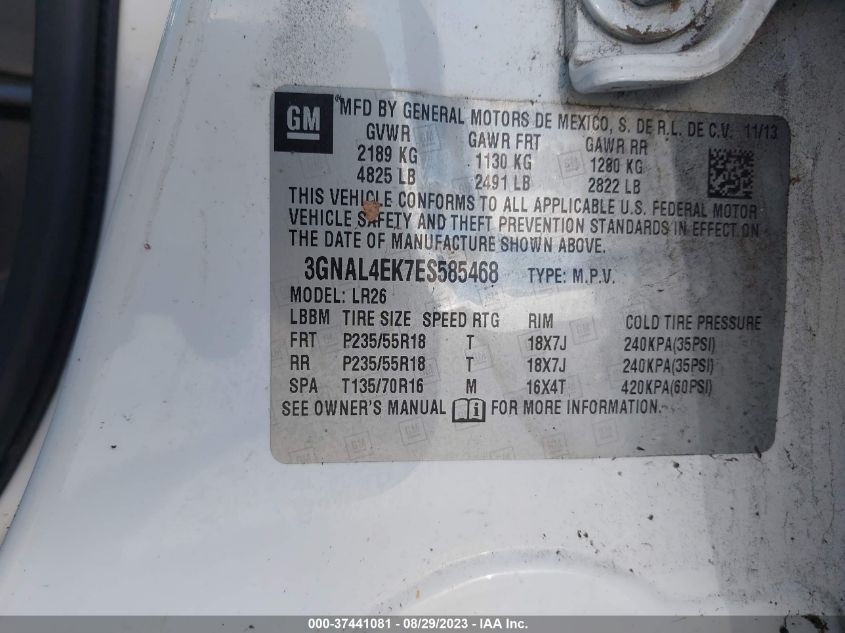 GM MFD BY GENERAL MOTORS DE MEXICO, S. DE R.L. DE C.V. 11/13
GVWR GAWR FRT GAWR RR
2189 KG 1130 KG 1280 KG
4825 LB 2491 LB 2822 LB
THIS VEHICLE CONFORMS TO ALL APPLICABLE U.S. FEDERAL MOTOR
VEHICLE SAFETY AND THEFT PREVENTION STANDARDS IN EFFECT ON
THE DATE OF MANUFACTURE SHOWN ABOVE.
3GNAL4EK7ES585468 TYPE: M.P.V.
MODEL: LR26
LBBM TIRE SIZE SPEED RTG RIM COLD TIRE PRESSURE
FRT P235/55R18 T 18X7J 240KPA(35PSI)
RR P235/55R18 T 18X7J 240KPA(35PSI)
SPA T135/70R16 M 16X4T 420KPA(60PSI)
SEE OWNER'S MANUAL FOR MORE INFORMATION.
000-37441081 - 08/29/2023 - IAA Inc.